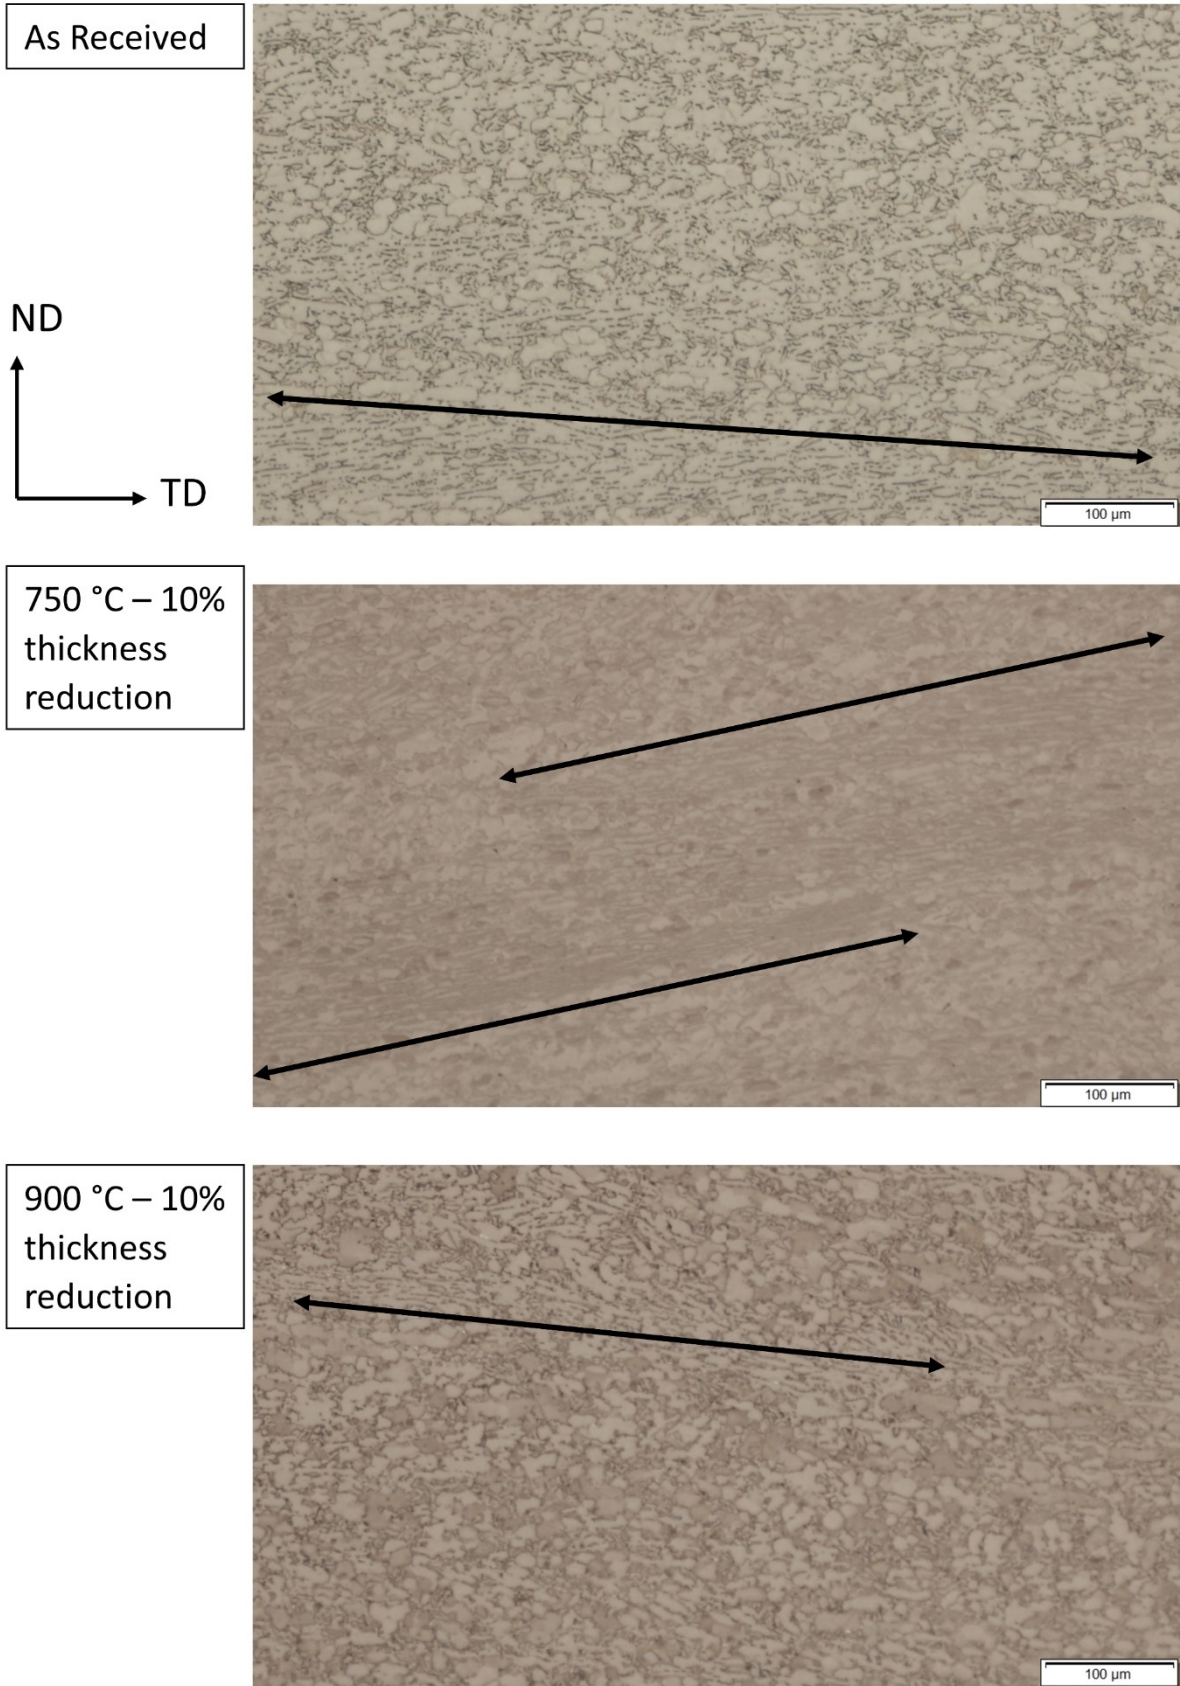 As Received
ND
TD
100 µm
750 °C – 10%
thickness
reduction
100 µm
900 °C – 10%
thickness
reduction
100 µm